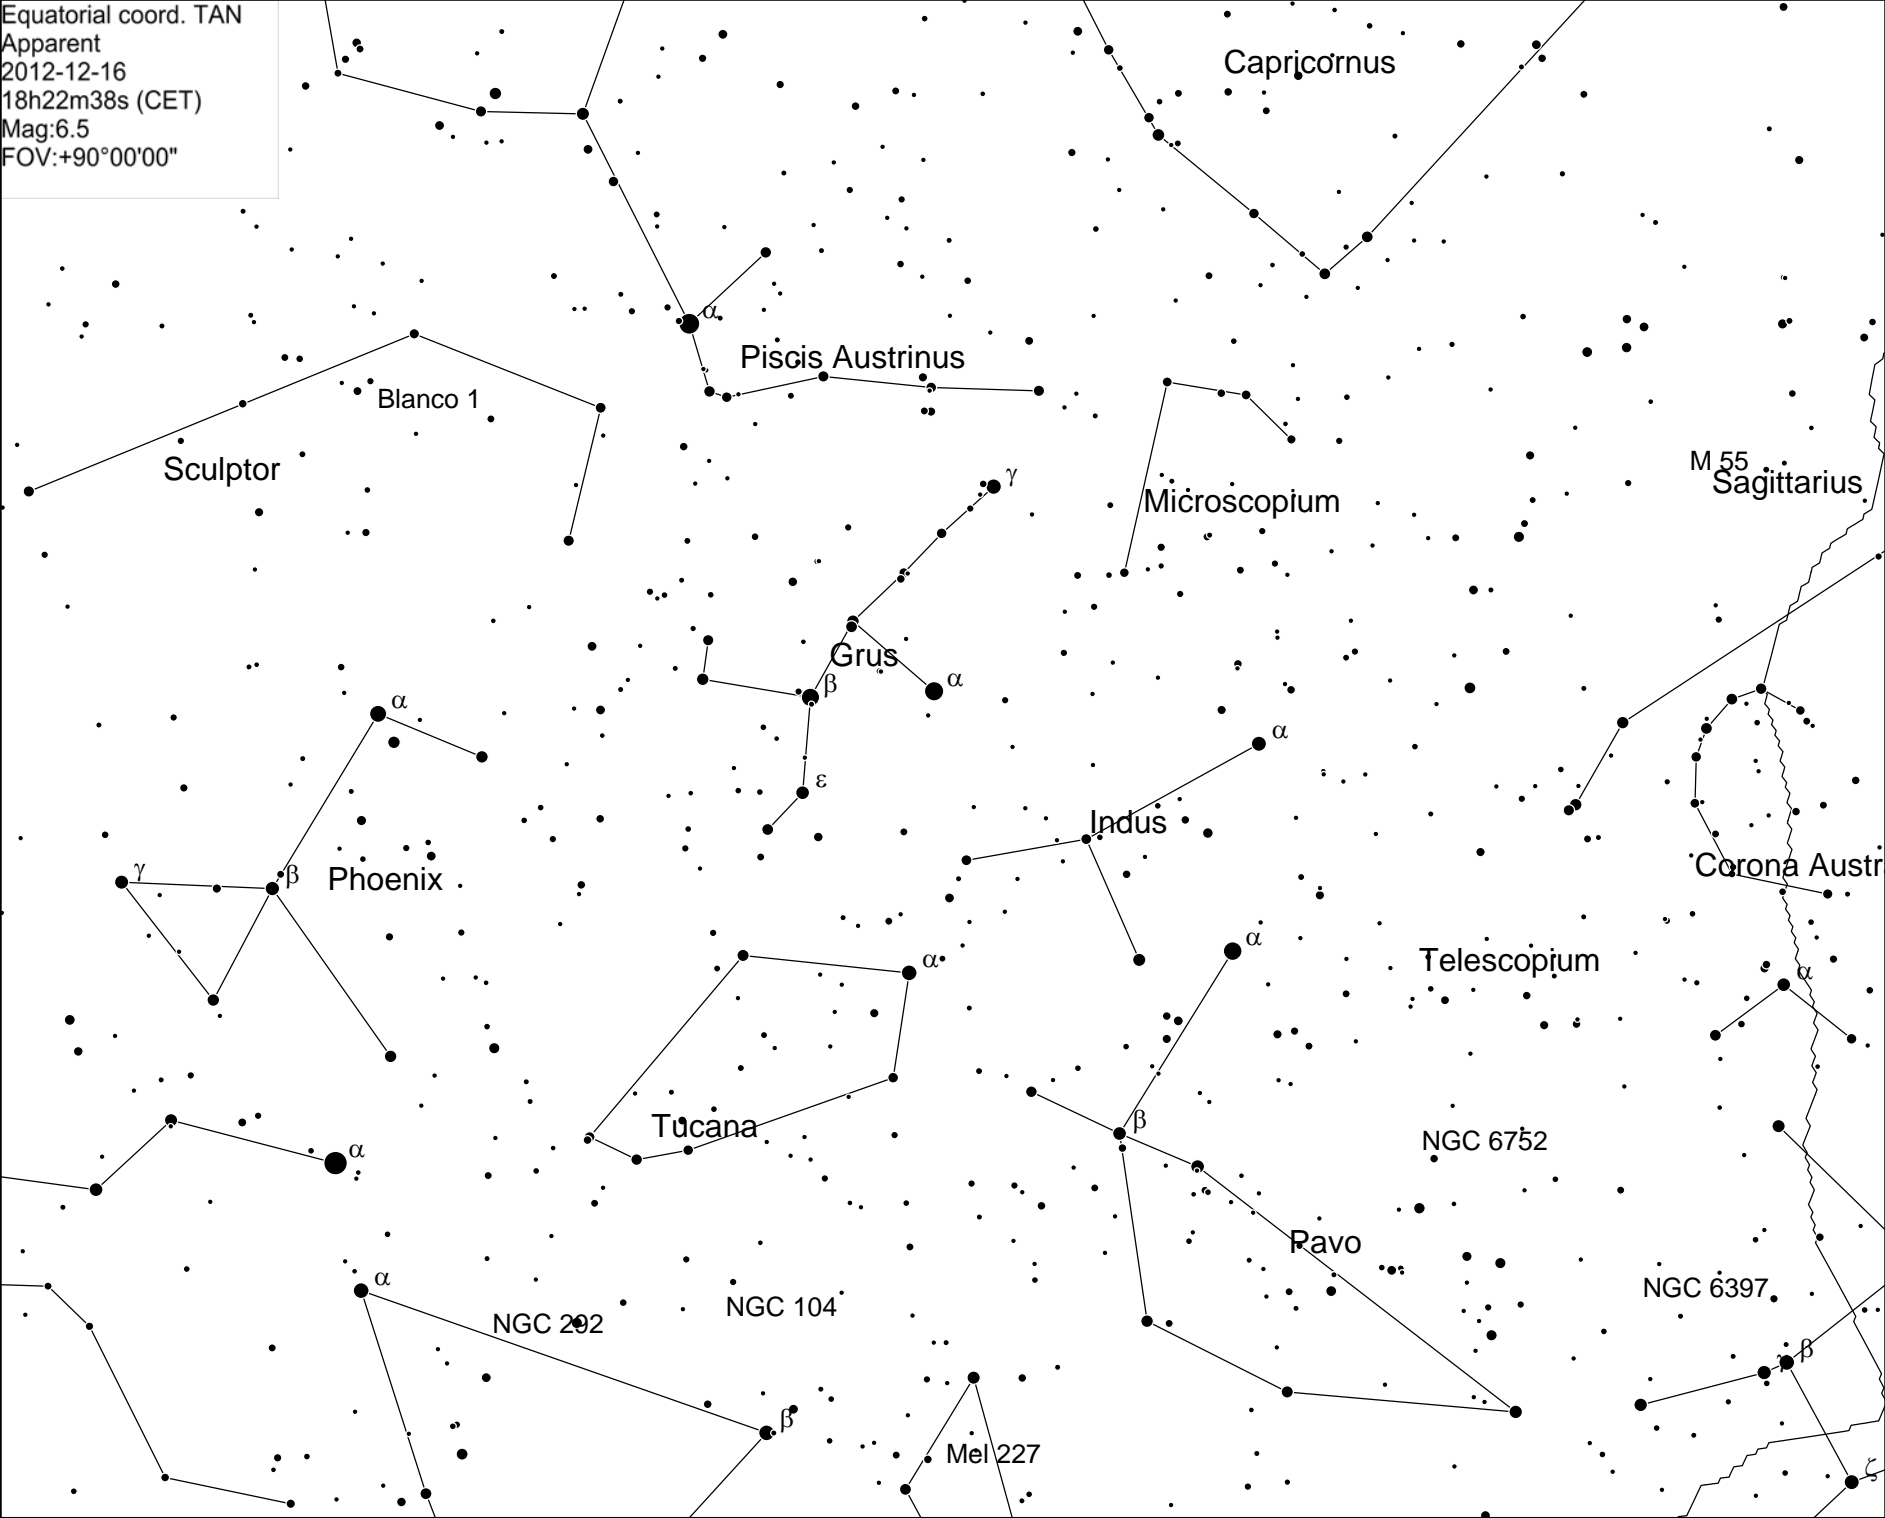 Equatorial coord. TAN
Apparent
2012-12-16
18h22m38s (CET)
Mag:6.5
FOV:+90°00'00"
Capricornus
α
Piscis Austrinus
Blanco 1
Sculptor
γ
Microscopium
M 55
Sagittarius
Grus
β
α
α
α
ε
Indus
γ
β
Phoenix
Corona Austr
α
α
Telescopium
α
Tucana
β
NGC 6752
α
Pavo
α
NGC 292
NGC 104
NGC 6397
β
β
Mel 227
ζ